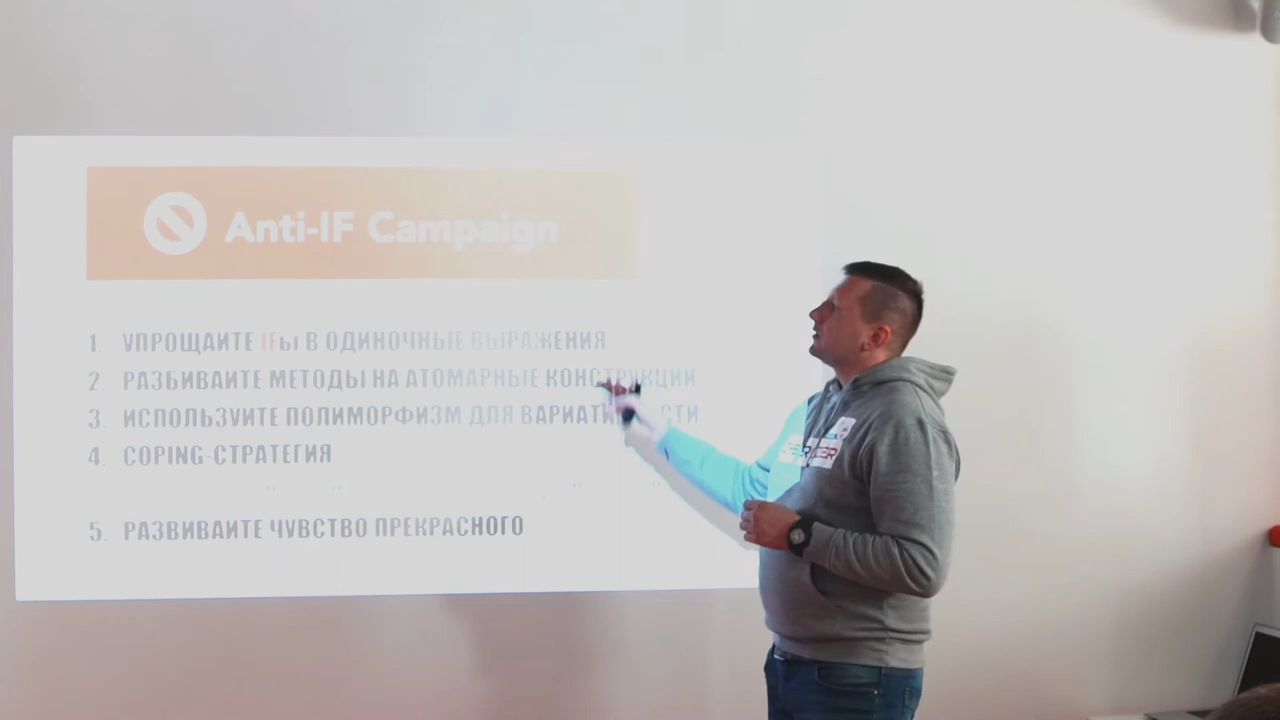 Anti-IF Campaign
1. УПРОЩАЙТЕ IFы В ОДИНОЧНЫЕ ВЫРАЖЕНИЯ
2. РАЗБИВАЙТЕ МЕТОДЫ НА АТОМАРНЫЕ КОНСТРУКЦИИ
3. ИСПОЛЬЗУЙТЕ ПОЛИМОРФИЗМ ДЛЯ
4. COPING-СТРАТЕГИЯ
5. РАЗВИВАЙТЕ ЧУВСТВО ПРЕКРАСНОГО